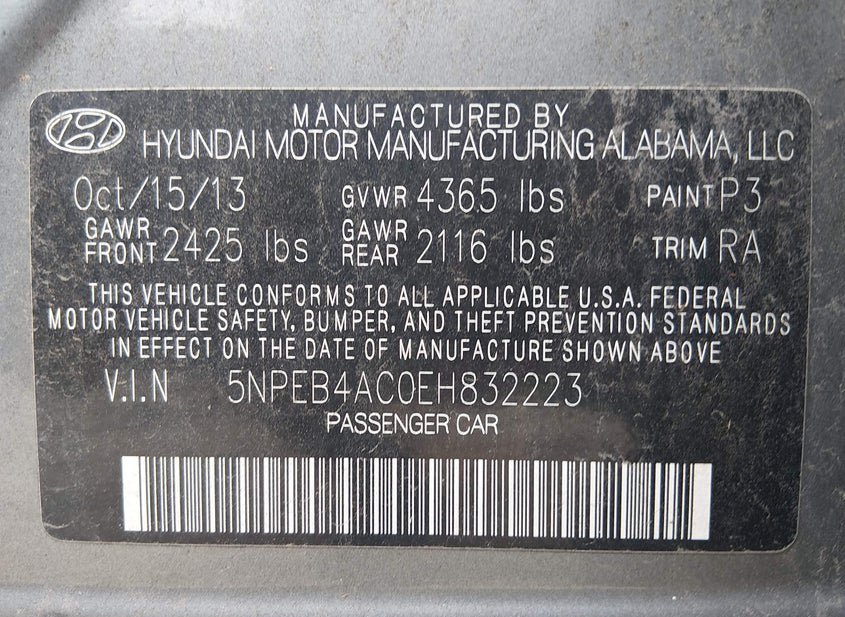 MANUFACTURED BY
HYUNDAI MOTOR MANUFACTURING ALABAMA, LLC
Oct/15/13 GVWR 4365 lbs PAINT P3
GAWR FRONT 2425 lbs GAWR REAR 2116 lbs TRIM RA
THIS VEHICLE CONFORMS TO ALL APPLICABLE U.S.A. FEDERAL
MOTOR VEHICLE SAFETY, BUMPER, AND THEFT PREVENTION STANDARDS
IN EFFECT ON THE DATE OF MANUFACTURE SHOWN ABOVE
V.I.N 5NPEB4AC0EH832223
PASSENGER CAR